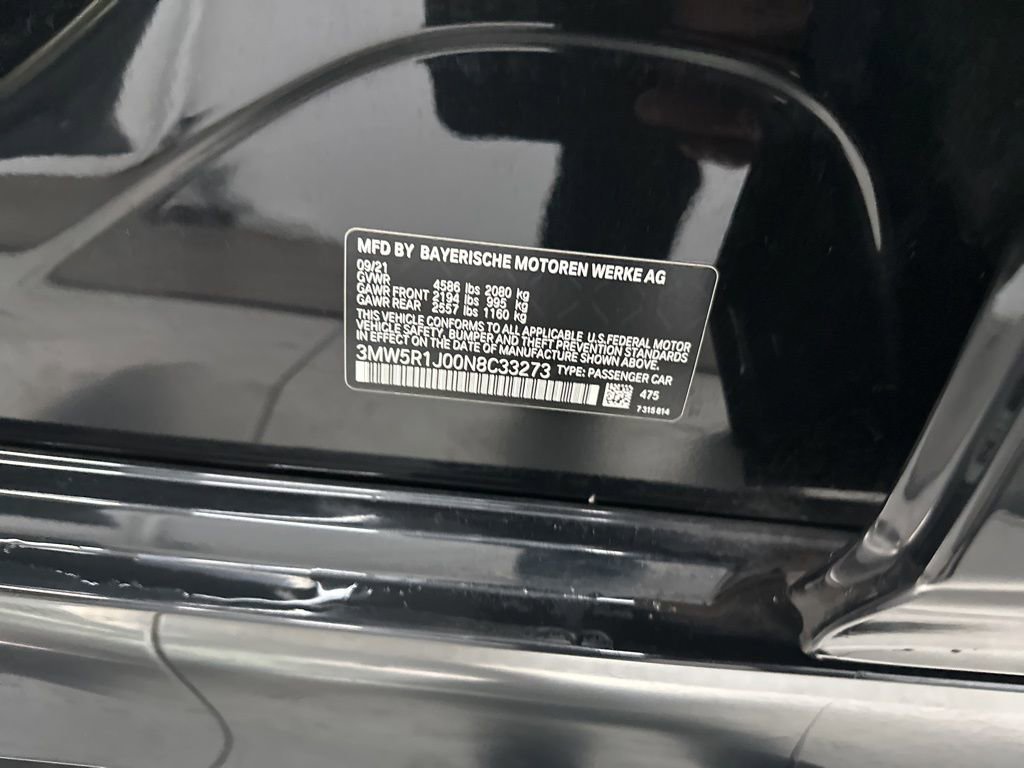 MFD BY BAYERISCHE MOTOREN WERKE AG
09/21
GVWR 4586 lbs 2080 kg
GAWR FRONT 2194 lbs 995 kg
GAWR REAR 2557 lbs 1160 kg
THIS VEHICLE CONFORMS TO ALL APPLICABLE U.S.FEDERAL MOTOR
VEHICLE SAFETY, BUMPER AND THEFT PREVENTION STANDARDS
IN EFFECT ON THE DATE OF MANUFACTURE SHOWN ABOVE.
3MW5R1J00N8C33273 TYPE: PASSENGER CAR
475
7 315 814